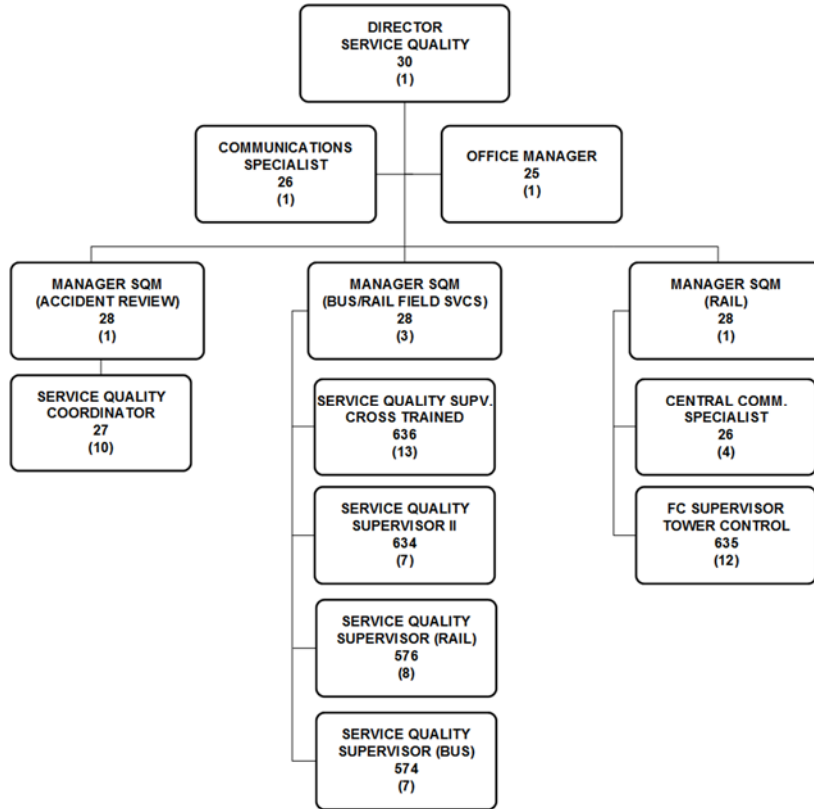 DIRECTOR
SERVICE QUALITY
30
(1)
COMMUNICATIONS
SPECIALIST
26
(1)
OFFICE MANAGER
25
(1)
MANAGER SQM
(ACCIDENT REVIEW)
28
(1)
SERVICE QUALITY
COORDINATOR
27
(10)
MANAGER SQM
(BUS/RAIL FIELD SVCS)
28
(3)
SERVICE QUALITY SUPV.
CROSS TRAINED
636
(13)
SERVICE QUALITY
SUPERVISOR II
634
(7)
SERVICE QUALITY
SUPERVISOR (RAIL)
576
(8)
SERVICE QUALITY
SUPERVISOR (BUS)
574
(7)
MANAGER SQM
(RAIL)
28
(1)
CENTRAL COMM.
SPECIALIST
26
(4)
FC SUPERVISOR
TOWER CONTROL
635
(12)